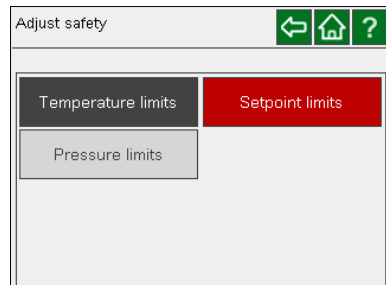 Adjust safety
?
Temperature limits
Setpoint limits
Pressure limits